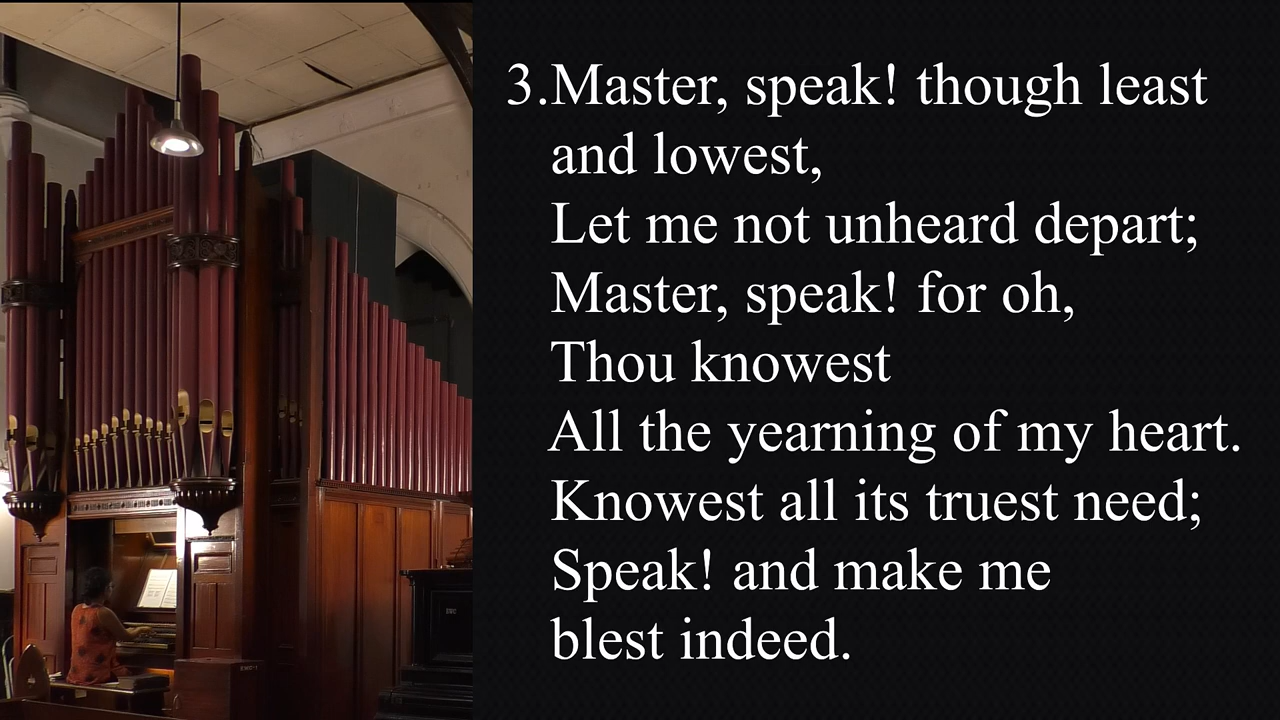 3.Master, speak! though least
and lowest,
Let me not unheard depart;
Master, speak! for oh,
Thou knowest
All the yearning of my heart.
Knowest all its truest need;
Speak! and make me
blest indeed.